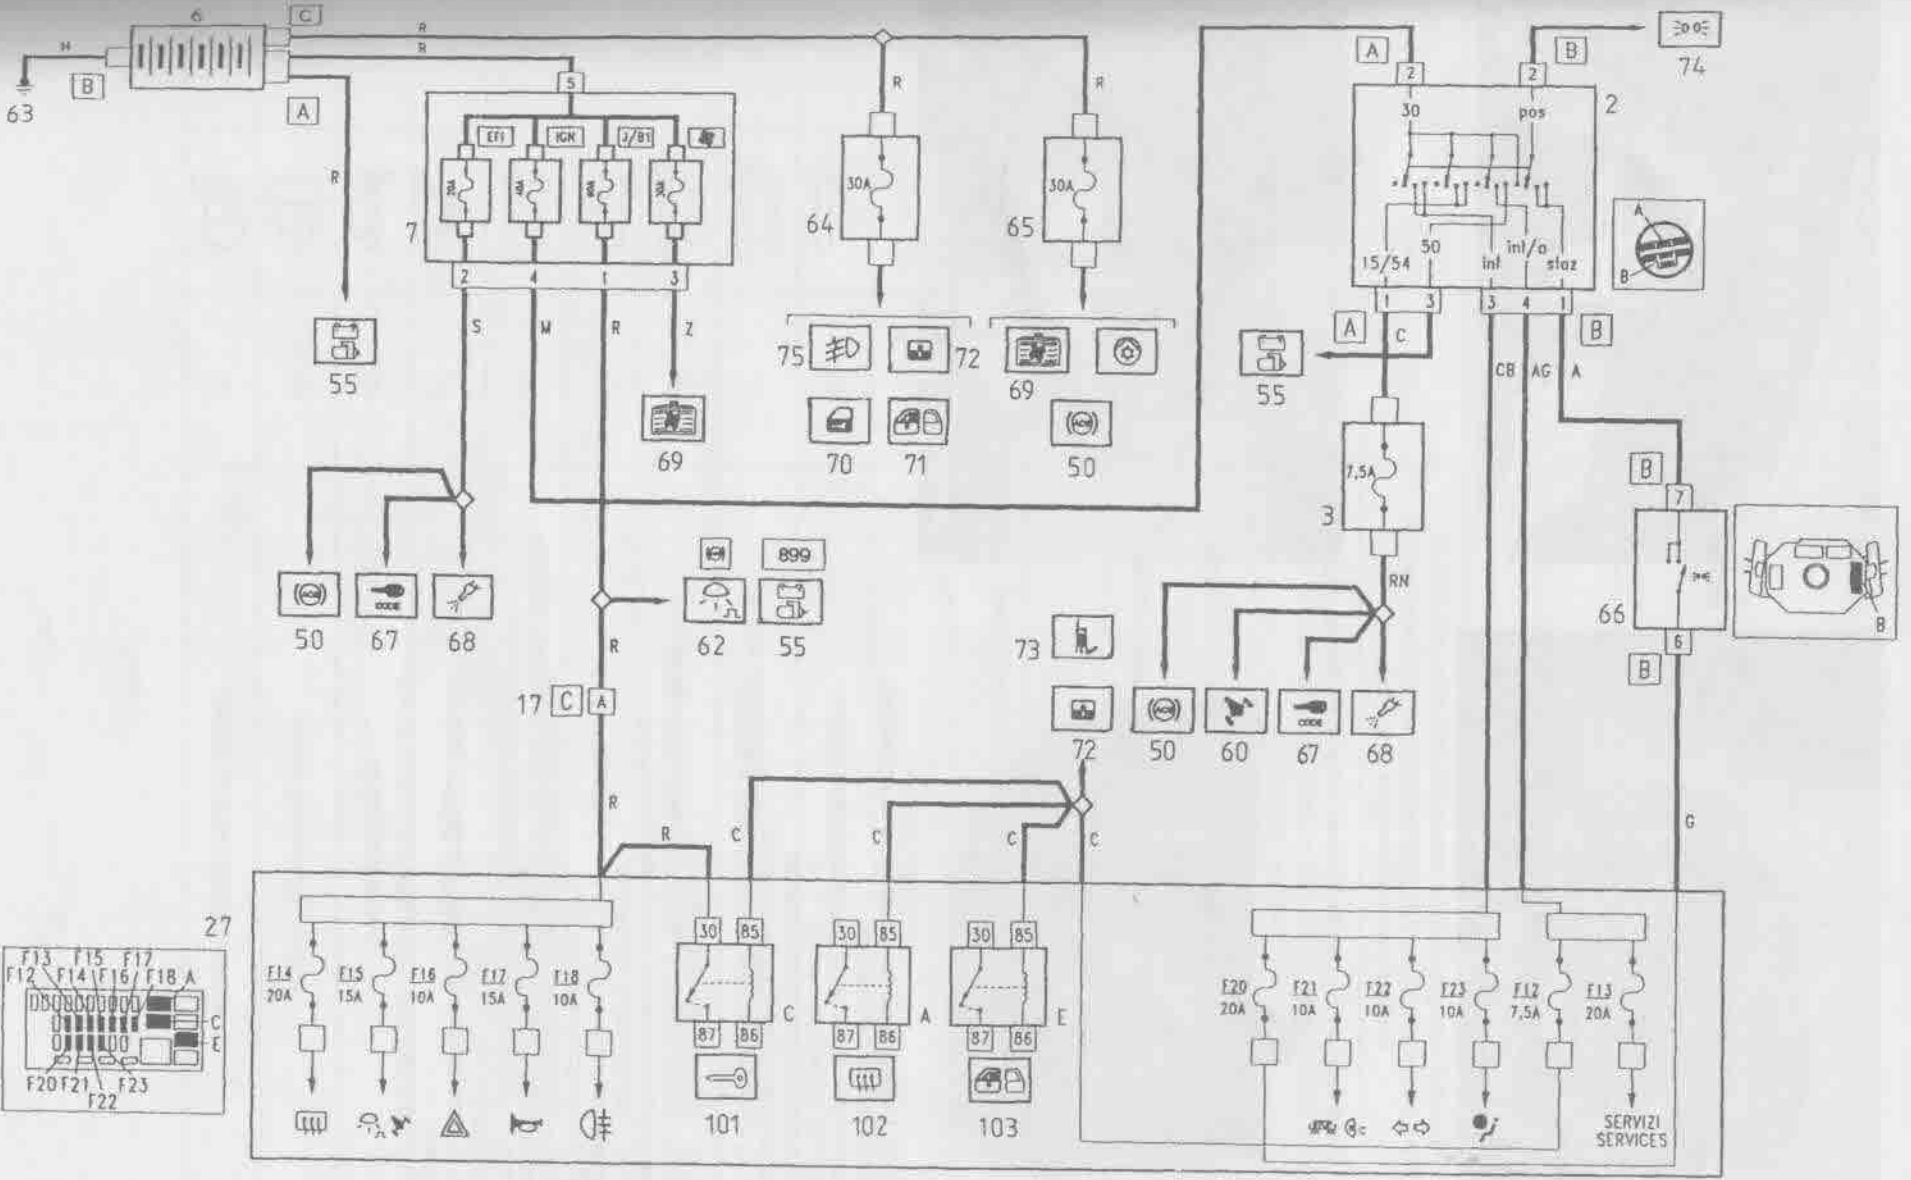 6 C
R
R
N
B
63
A
R
5
EFI IGN J/B1
20A 40A 60A 30A
7
2 4 1 3
S M R Z
55
69
R R
30A 30A
64 65
75 72
69
70 71 50
A B
2 2
74
2
30 pos
15/54 50 int int/a staz
A
B
1 3 3 4 1
A C B
55
CB AG A
7,5A
3
RN
B
7
66
B
6
B
50 67 CODE 68
899
62 55
R
17 C A
73
72 50 60 67 CODE 68
R
R C C C C
G
27
F13 F15 F17
F12 F14 F16 F18 A
C
E
F20 F21 F23
F22
F14 F15 F16 F17 F18
20A 15A 10A 15A 10A
30 85 30 85 30 85
C A E
87 86 87 86 87 86
101 102 103
F20 F21 F22 F23 F12 F13
20A 10A 10A 10A 7,5A 20A
SERVIZI
SERVICES